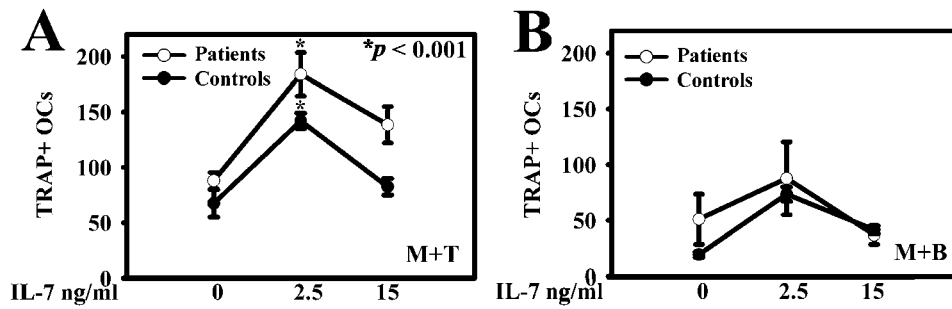 A
TRAP+ OCs
200
150
100
50
0
Patients
Controls
*p < 0.001
*
*
M+T
IL-7 ng/ml 0 2.5 15
B
TRAP+ OCs
200
150
100
50
0
Patients
Controls
M+B
IL-7 ng/ml 0 2.5 15